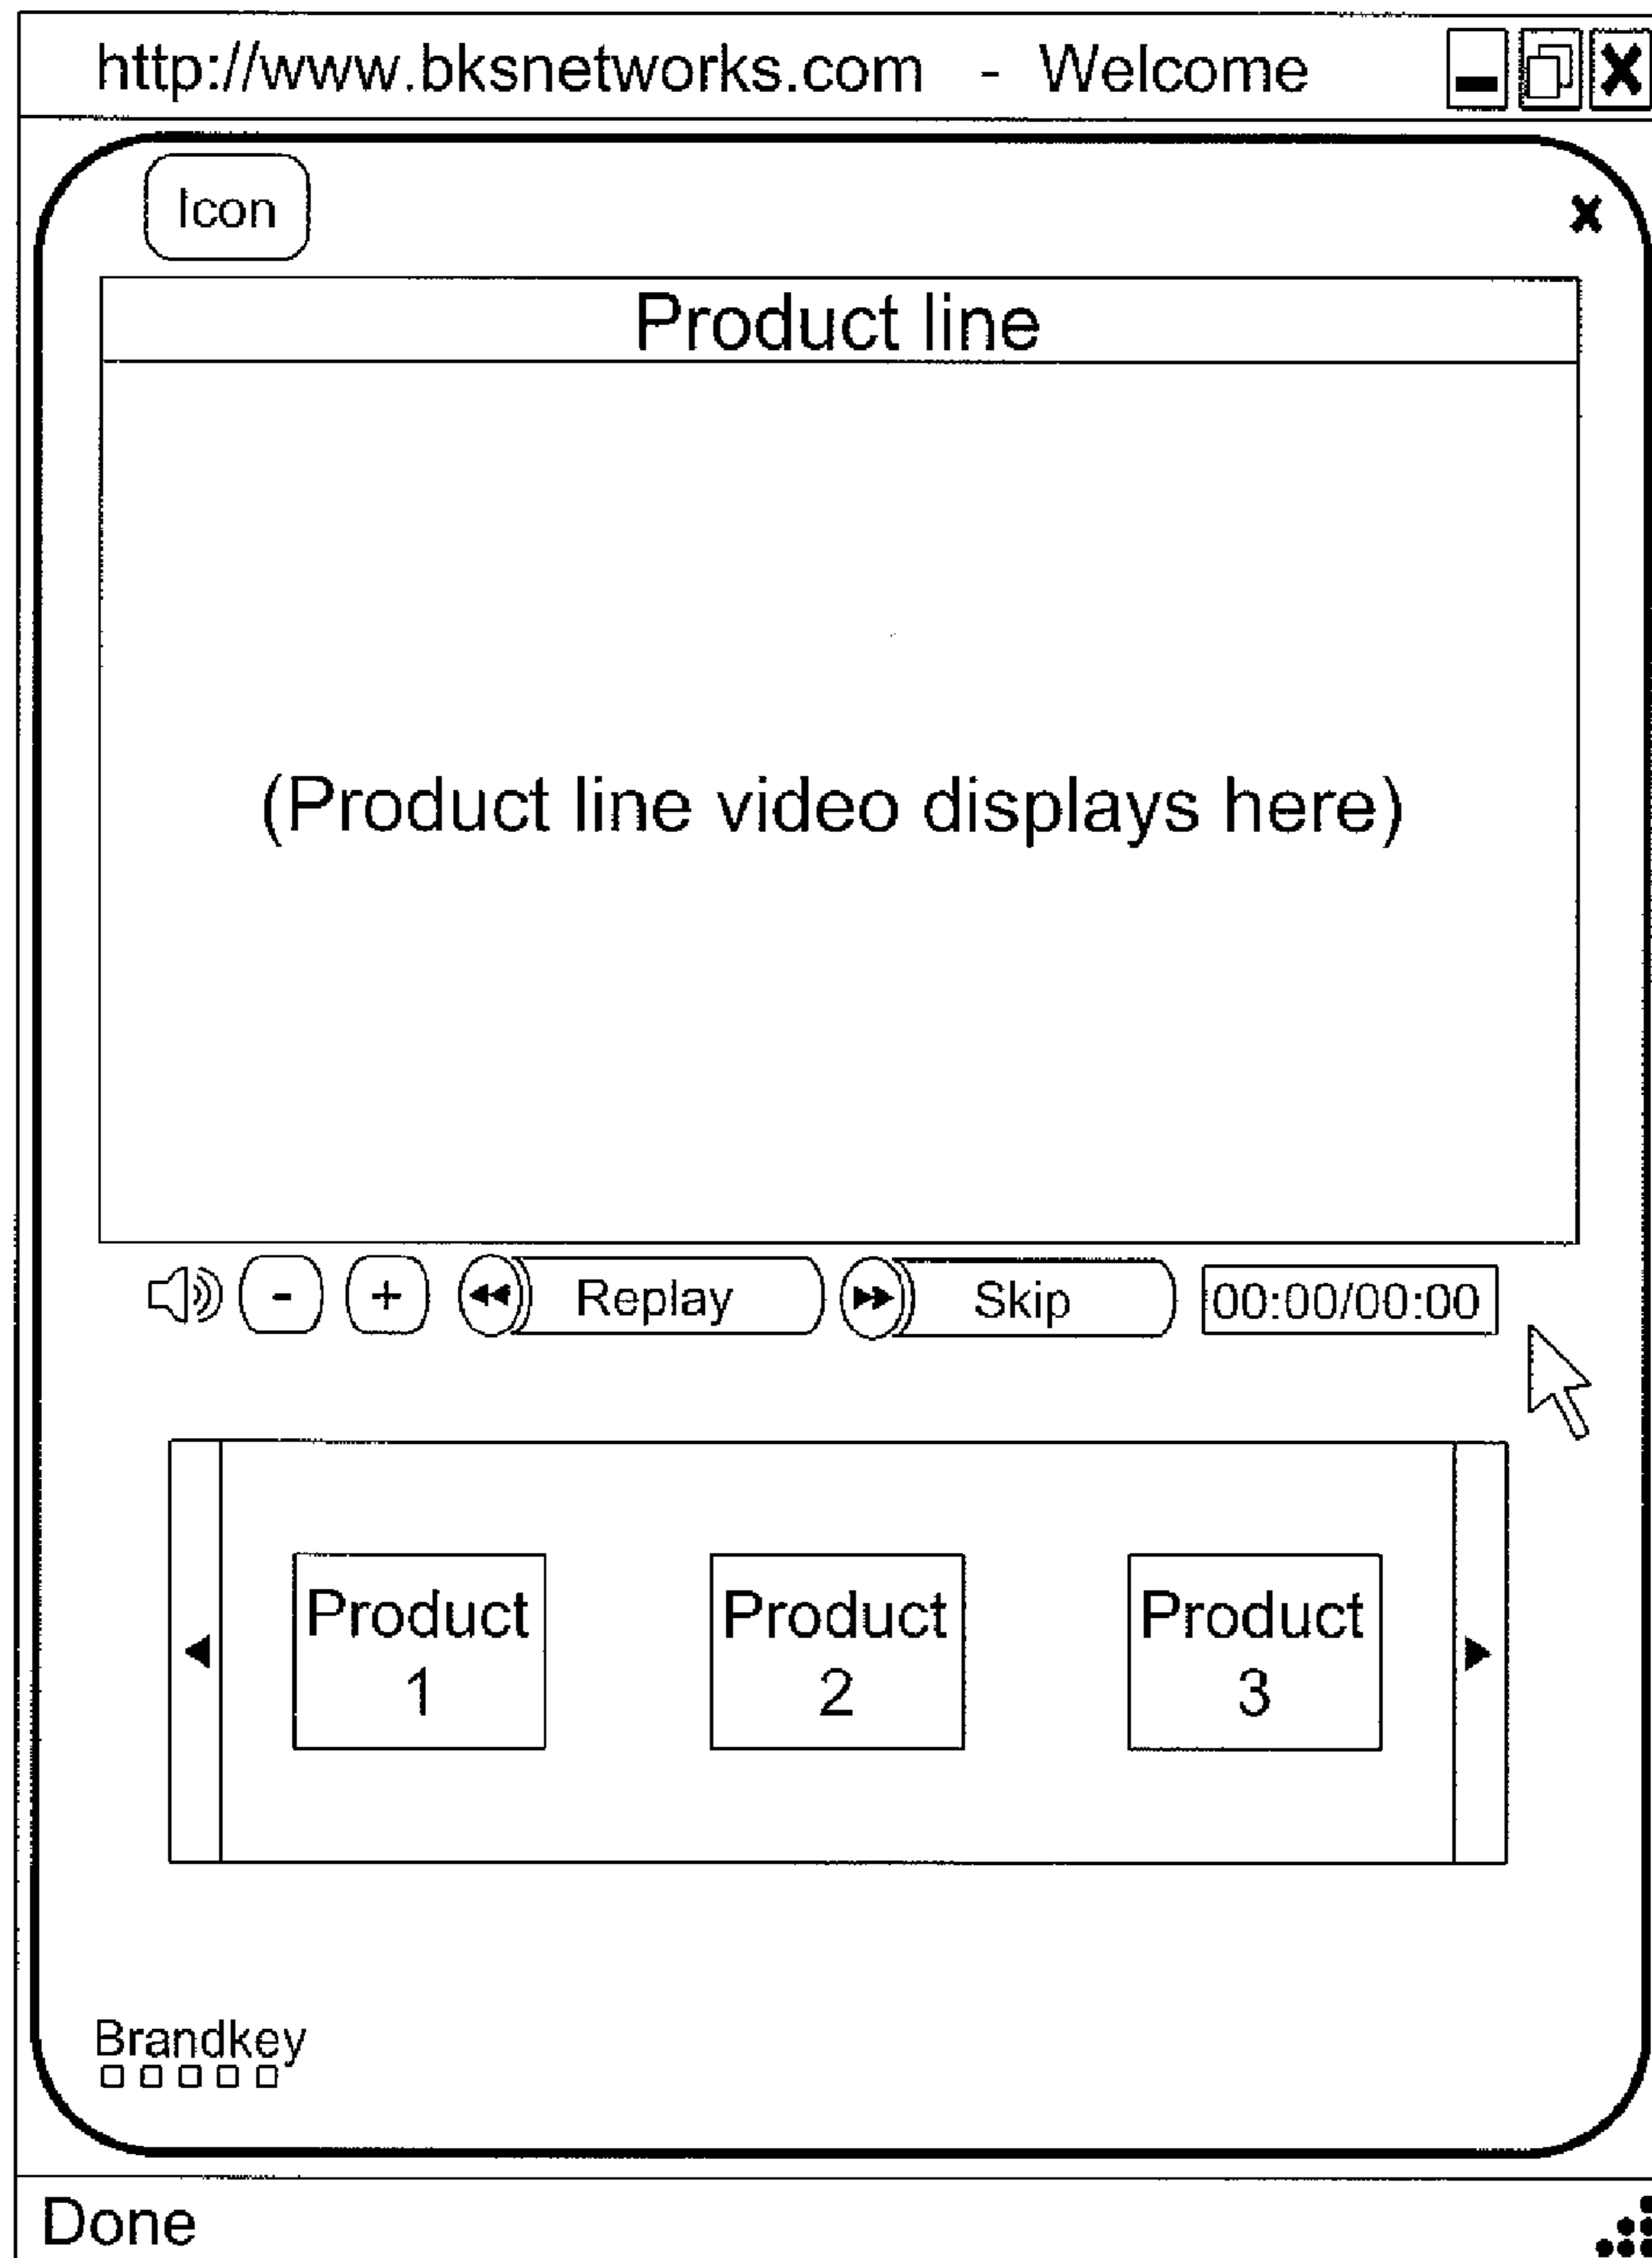 http://www.bksnetworks.com - Welcome
Icon
Product line
(Product line video displays here)
- + Replay Skip 00:00/00:00
Product 1
Product 2
Product 3
Brandkey
Done